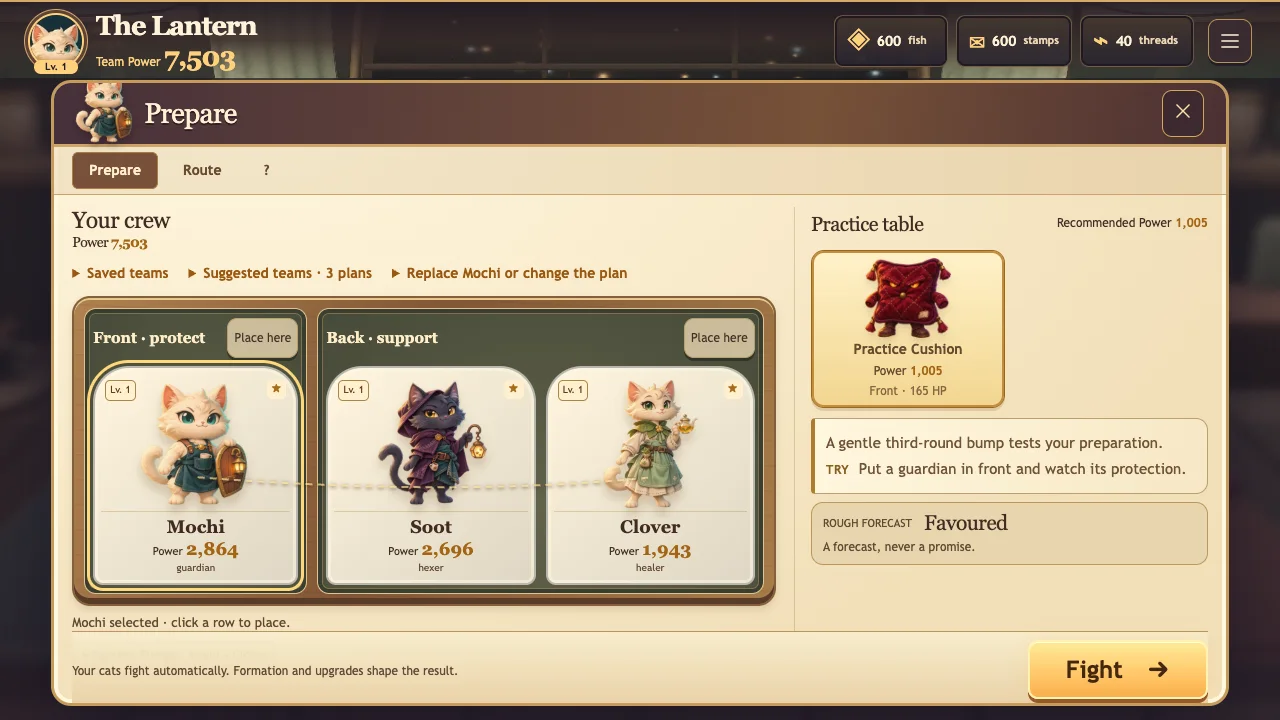 The Lantern
Team Power 7,503
Lv. 1
600 fish
600 stamps
40 threads
Prepare
Prepare
Route
?
Your crew
Power 7,503
Saved teams
Suggested teams · 3 plans
Replace Mochi or change the plan
Front · protect
Place here
Back · support
Place here
Lv. 1
Mochi
Power 2,864
guardian
Lv. 1
Soot
Power 2,696
hexer
Lv. 1
Clover
Power 1,943
healer
Mochi selected · click a row to place.
Practice table
Recommended Power 1,005
Practice Cushion
Power 1,005
Front · 165 HP
A gentle third-round bump tests your preparation.
TRY Put a guardian in front and watch its protection.
ROUGH FORECAST Favoured
A forecast, never a promise.
Your cats fight automatically. Formation and upgrades shape the result.
Fight →